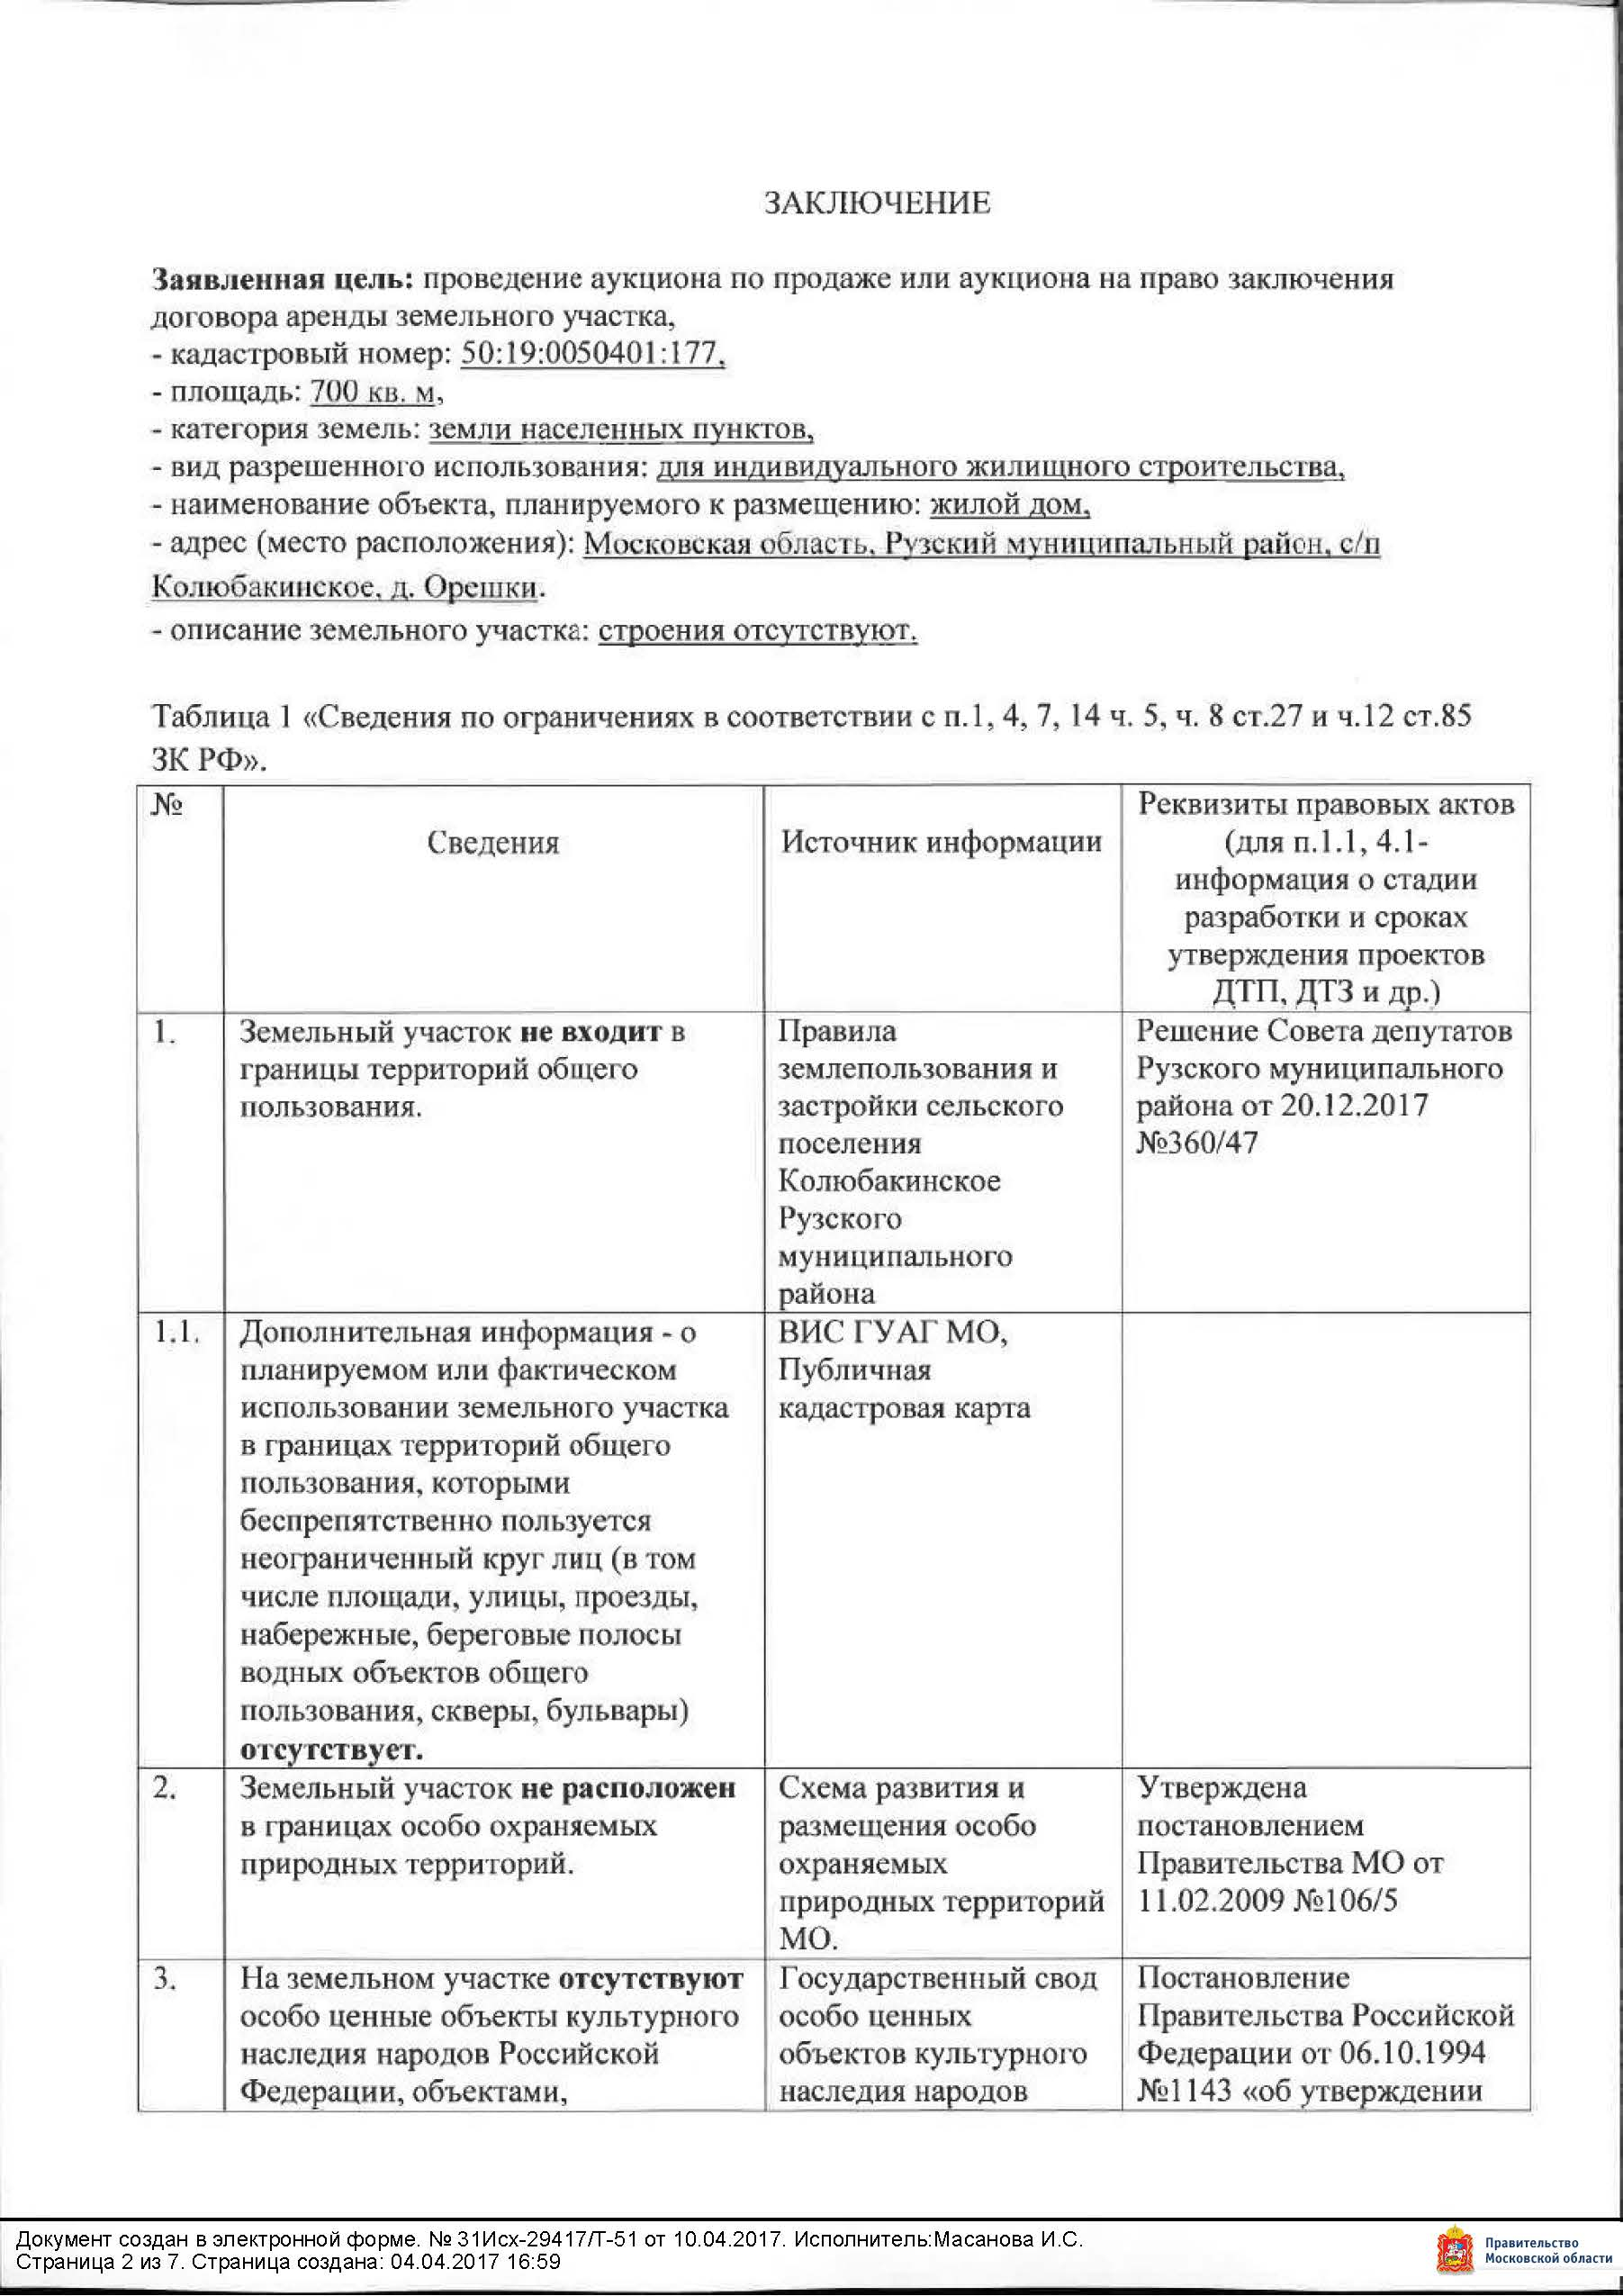 ЗАКЛЮЧЕНИЕ
Заявленная цель: проведение аукциона по продаже или аукциона на право заключения
договора аренды земельного участка,
- кадастровый номер: 50:19:0050401:177,
- площадь: 700 кв. м,
- категория земель: земли населенных пунктов,
- вид разрешенного использования: для индивидуального жилищного строительства,
- наименование объекта, планируемого к размещению: жилой дом,
- адрес (место расположения): Московская область, Рузский муниципальный район, с/п
Колюбакинское, д. Орешки.
- описание земельного участка: строения отсутствуют.
Таблица 1 «Сведения по ограничениях в соответствии с п.1, 4, 7, 14 ч. 5, ч. 8 ст.27 и ч.12 ст.85
ЗК РФ».
№
Сведения
Источник информации
Реквизиты правовых актов
(для п.1.1, 4.1-
информация о стадии
разработки и сроках
утверждения проектов
ДТП, ДТЗ и др.)
1.
Земельный участок не входит в
границы территорий общего
пользования.
Правила
землепользования и
застройки сельского
поселения
Колюбакинское
Рузского
муниципального
района
Решение Совета депутатов
Рузского муниципального
района от 20.12.2017
№360/47
1.1.
Дополнительная информация - о
планируемом или фактическом
использовании земельного участка
в границах территорий общего
пользования, которыми
беспрепятственно пользуется
неограниченный круг лиц (в том
числе площади, улицы, проезды,
набережные, береговые полосы
водных объектов общего
пользования, скверы, бульвары)
отсутствует.
ВИС ГУАГ МО,
Публичная
кадастровая карта
2.
Земельный участок не расположен
в границах особо охраняемых
природных территорий.
Схема развития и
размещения особо
охраняемых
природных территорий
МО.
Утверждена
постановлением
Правительства МО от
11.02.2009 №106/5
3.
На земельном участке отсутствуют
особо ценные объекты культурного
наследия народов Российской
Федерации, объектами,
Государственный свод
особо ценных
объектов культурного
наследия народов
Постановление
Правительства Российской
Федерации от 06.10.1994
№1143 «об утверждении
Документ создан в электронной форме. № 31Исх-29417/Т-51 от 10.04.2017. Исполнитель:Масанова И.С.
Страница 2 из 7. Страница создана: 04.04.2017 16:59
Правительство
Московской области